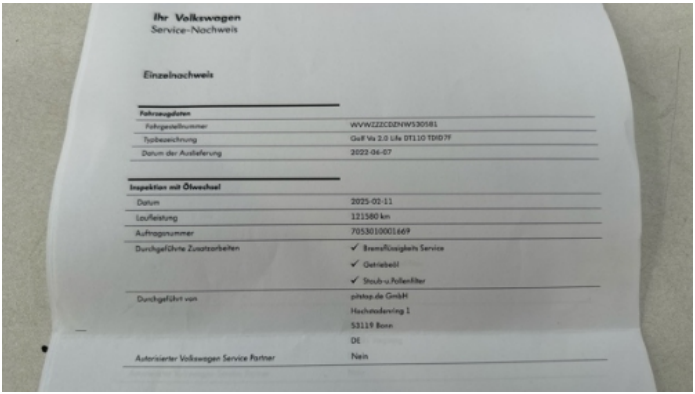 Ihr Volkswagen
Service-Nachweis
Einzelnachweis
Fahrzeugdaten
Fahrgestellnummer WVWZZZCDZNW530581
Typbezeichnung Golf Va 2.0 Life DT110 TDID7F
Datum der Auslieferung 2022-06-07
Inspektion mit Ölwechsel
Datum 2025-02-11
Laufleistung 121580 km
Auftragsnummer 7053010001669
Durchgeführte Zusatzarbeiten ✓ Bremsflüssigkeits Service
✓ Getriebeöl
✓ Staub-u.Pollenfilter
Durchgeführt von pitstop.de GmbH
Hochstadenring 1
53119 Bonn
DE
Autorisierter Volkswagen Service Partner Nein